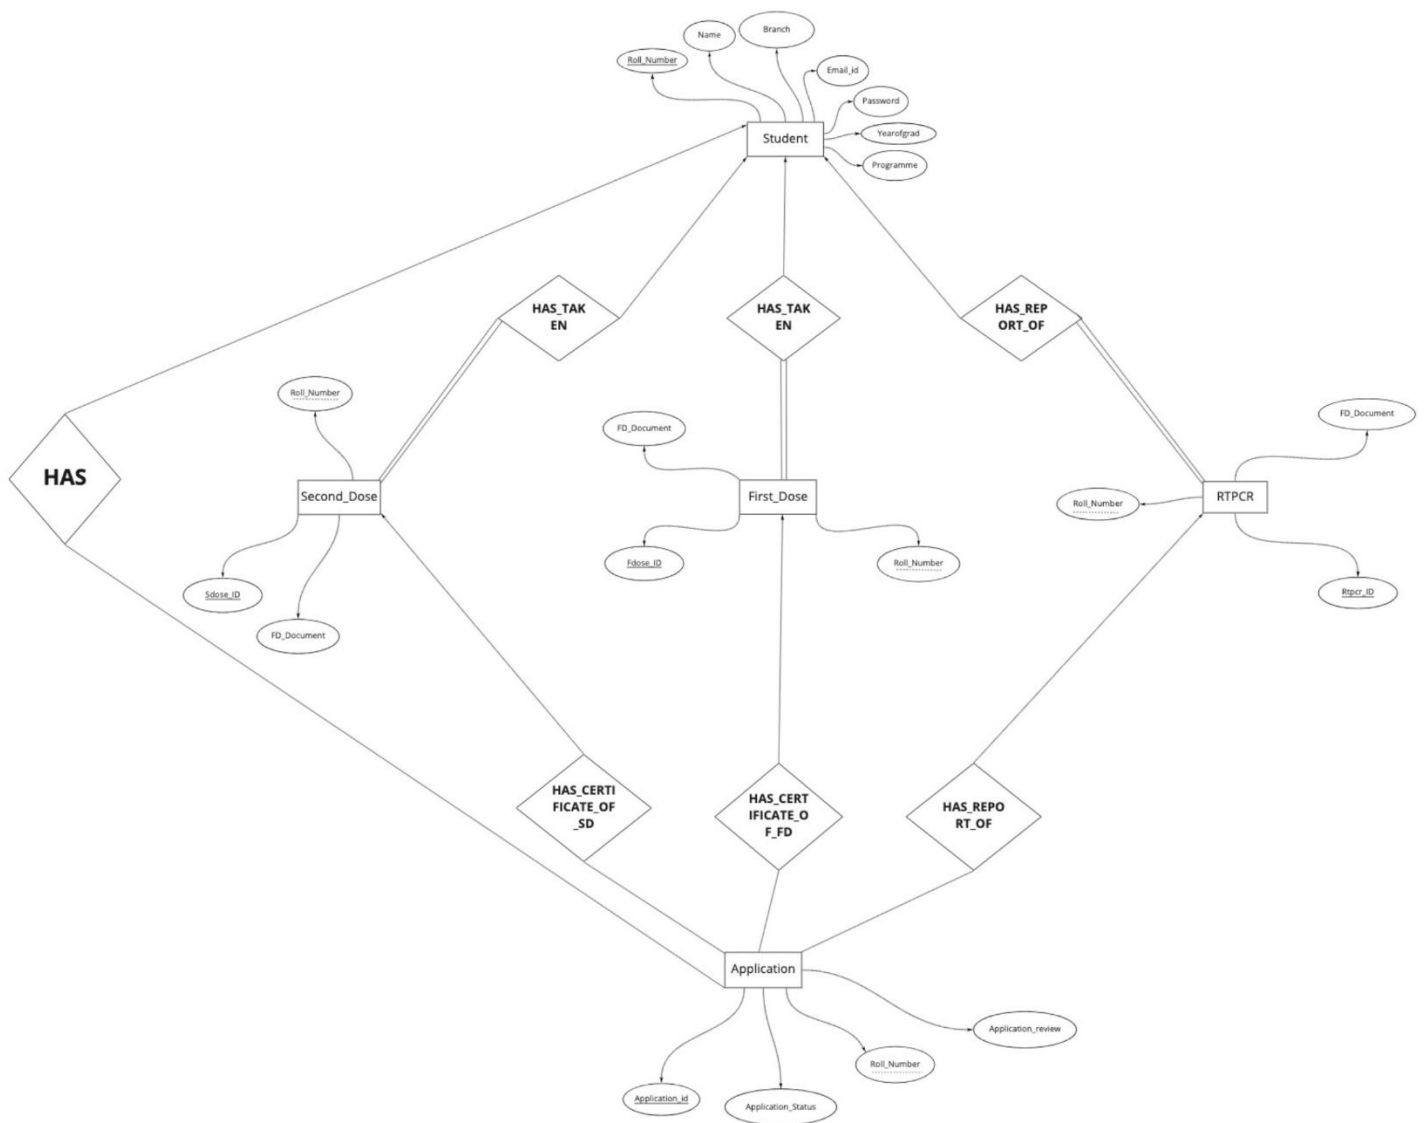 Branch
Name
Roll_Number
Email_id
Password
Yearofgrad
Programme
Student
HAS_TAK
EN
HAS_TAK
EN
HAS_REP
ORT_OF
Roll_Number
FD_Document
FD_Document
HAS
Second_Dose
First_Dose
RTPCR
Roll_Number
Fdose_ID
Roll_Number
Sdose_ID
Rtpcr_ID
FD_Document
HAS_CERTI
FICATE_OF
_SD
HAS_CERT
IFICATE_O
F_FD
HAS_REPO
RT_OF
Application
Application_review
Roll_Number
Application_id
Application_Status